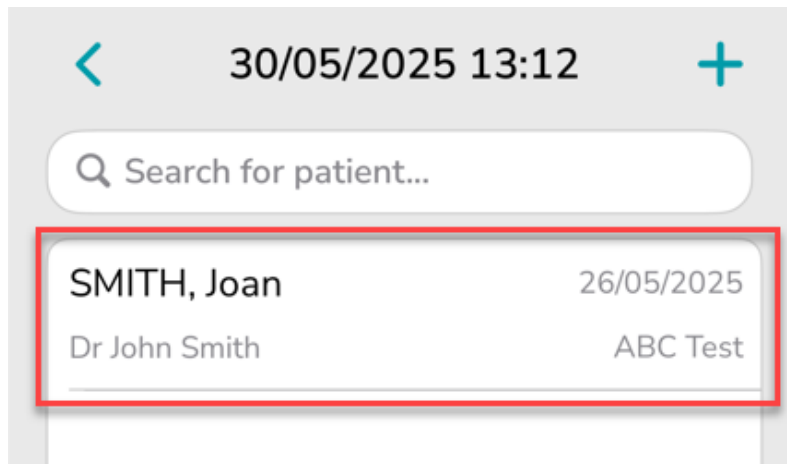 30/05/2025 13:12
Search for patient...
SMITH, Joan 26/05/2025
Dr John Smith ABC Test